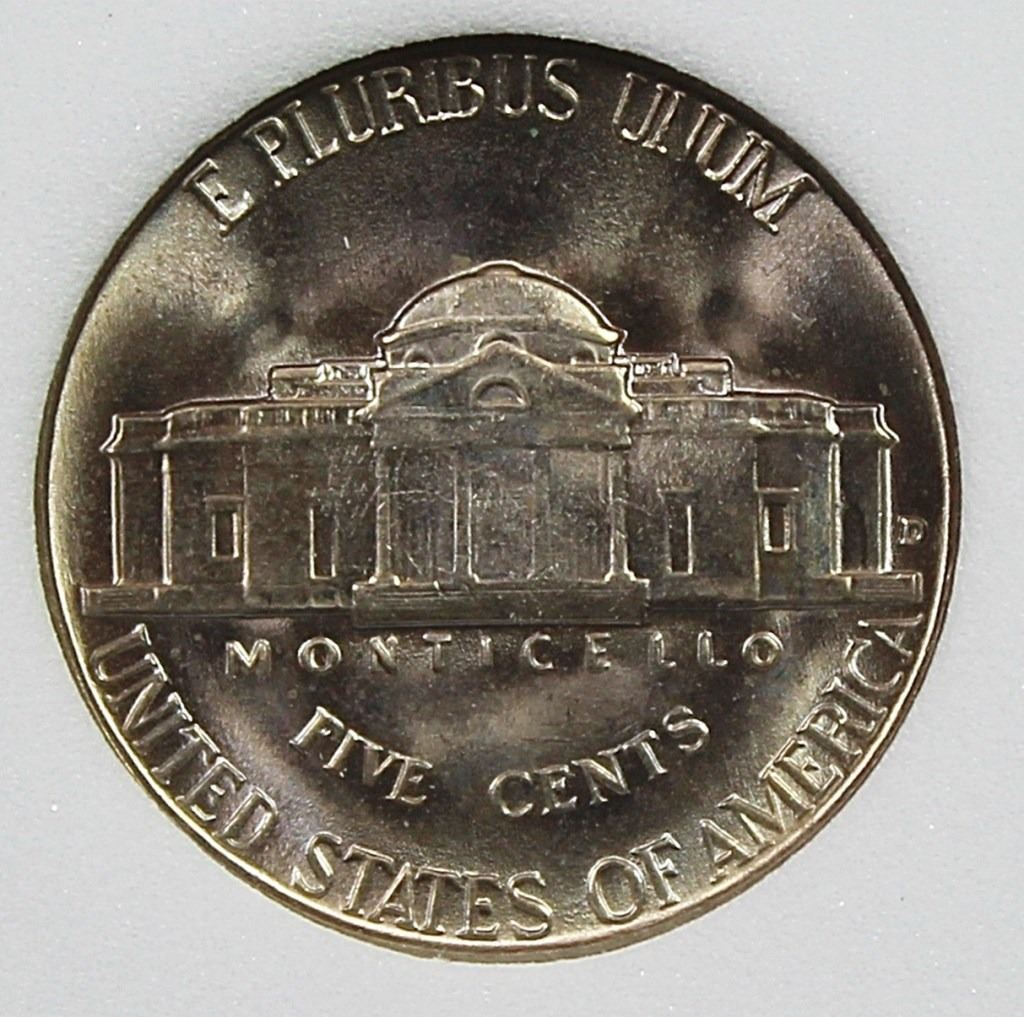 E PLURIBUS UNUM
D
MONTICELLO
FIVE CENTS
UNITED STATES OF AMERICA